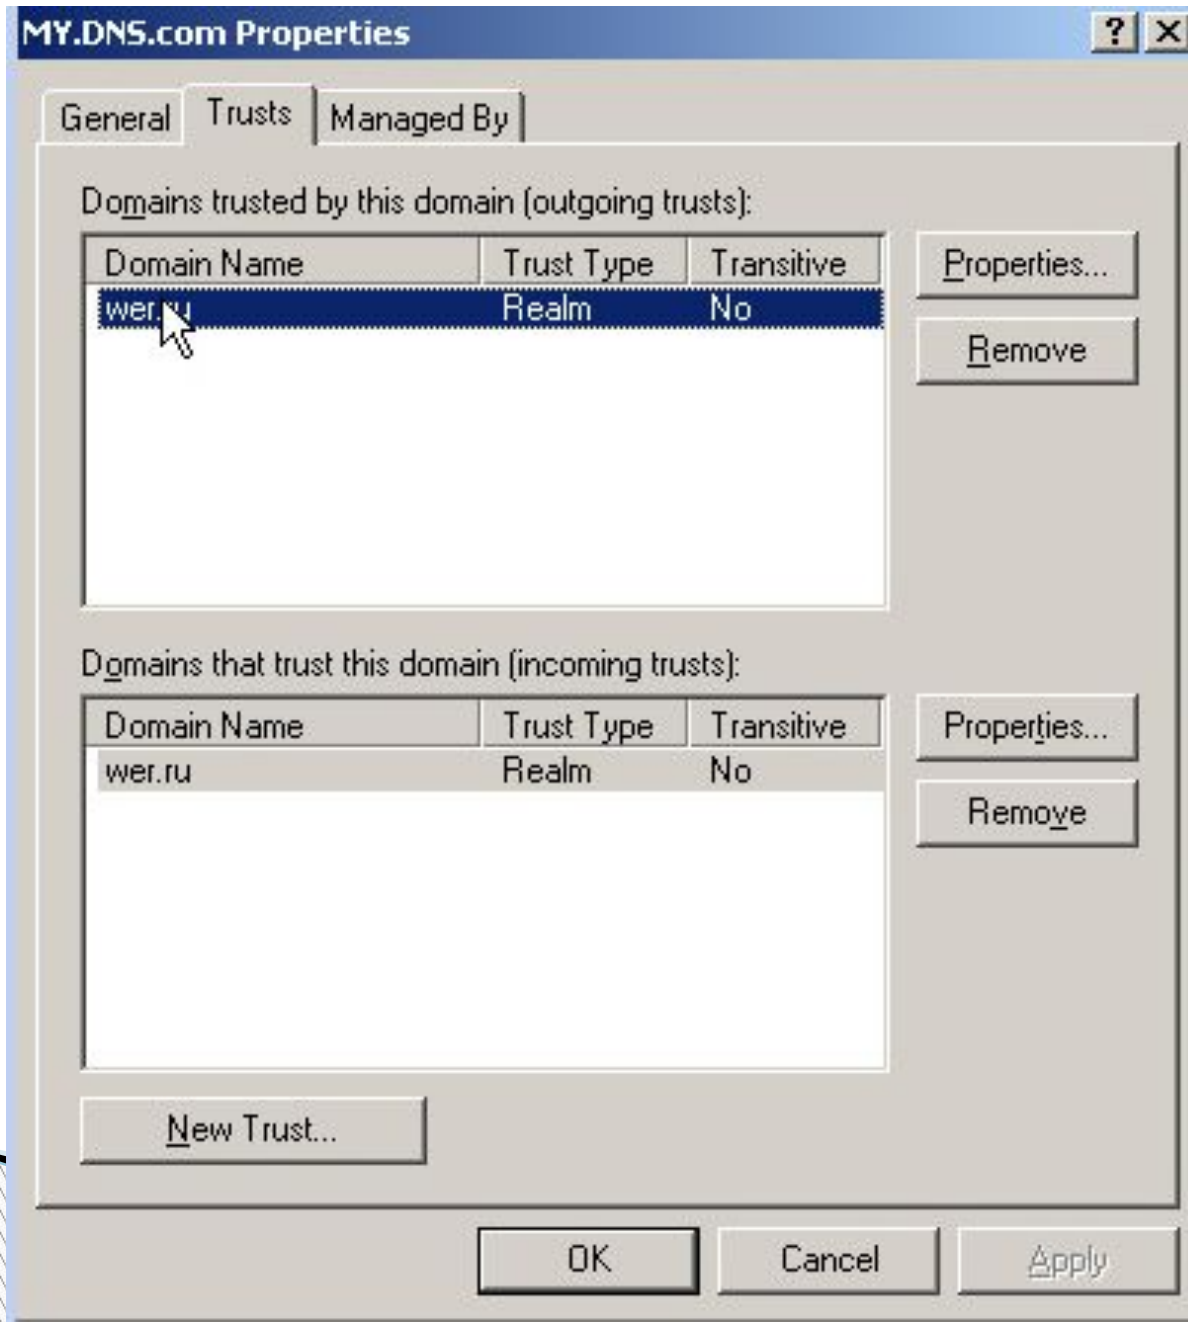 MY.DNS.com Properties
General Trusts Managed By
Domains trusted by this domain (outgoing trusts):
Domain Name Trust Type Transitive
wer.ru Realm No
Properties...
Remove
Domains that trust this domain (incoming trusts):
Domain Name Trust Type Transitive
wer.ru Realm No
Properties...
Remove
New Trust...
OK Cancel Apply